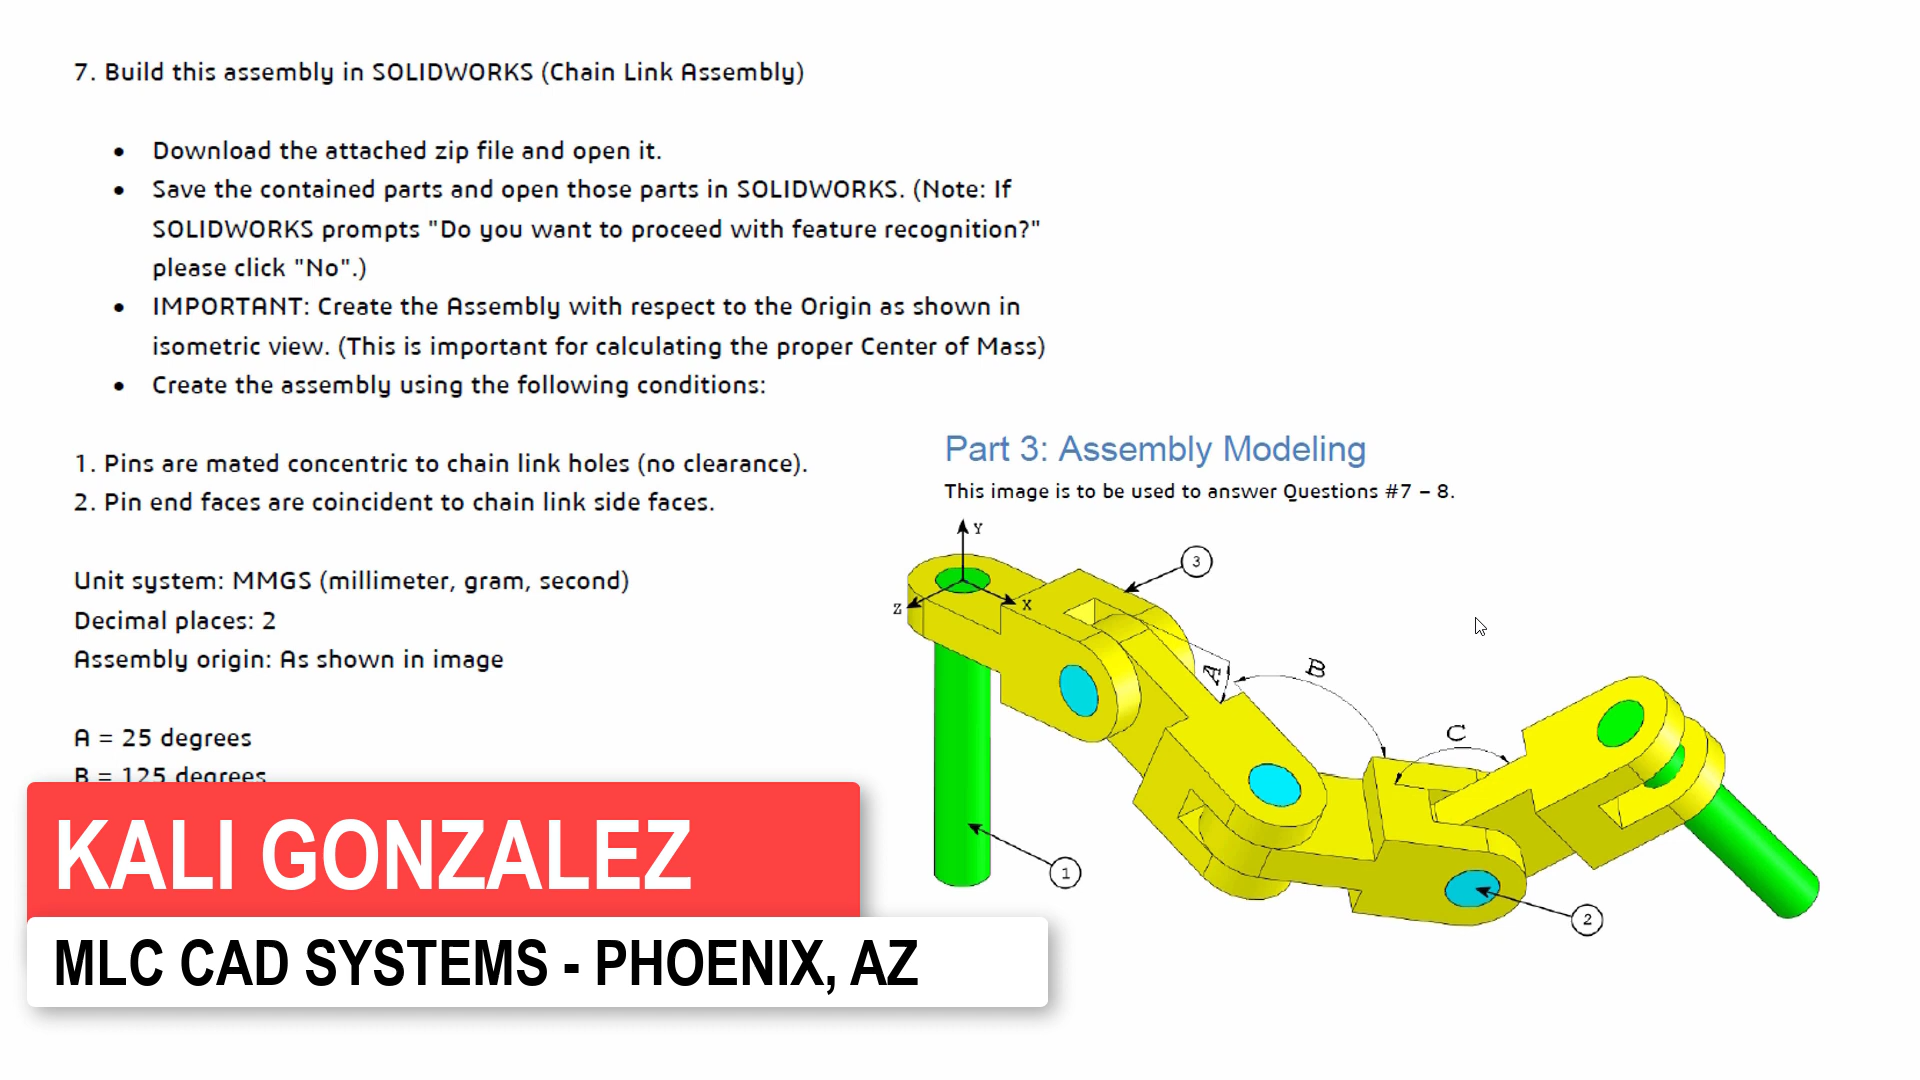 7. Build this assembly in SOLIDWORKS (Chain Link Assembly)
• Download the attached zip file and open it.
• Save the contained parts and open those parts in SOLIDWORKS. (Note: If
SOLIDWORKS prompts "Do you want to proceed with feature recognition?"
please click "No".)
• IMPORTANT: Create the Assembly with respect to the Origin as shown in
isometric view. (This is important for calculating the proper Center of Mass)
• Create the assembly using the following conditions:
1. Pins are mated concentric to chain link holes (no clearance).
2. Pin end faces are coincident to chain link side faces.
Unit system: MMGS (millimeter, gram, second)
Decimal places: 2
Assembly origin: As shown in image
A = 25 degrees
B = 125 degrees
Part 3: Assembly Modeling
This image is to be used to answer Questions #7 – 8.
Y
3
Z
X
A
B
C
1
2
KALI GONZALEZ
MLC CAD SYSTEMS - PHOENIX, AZ